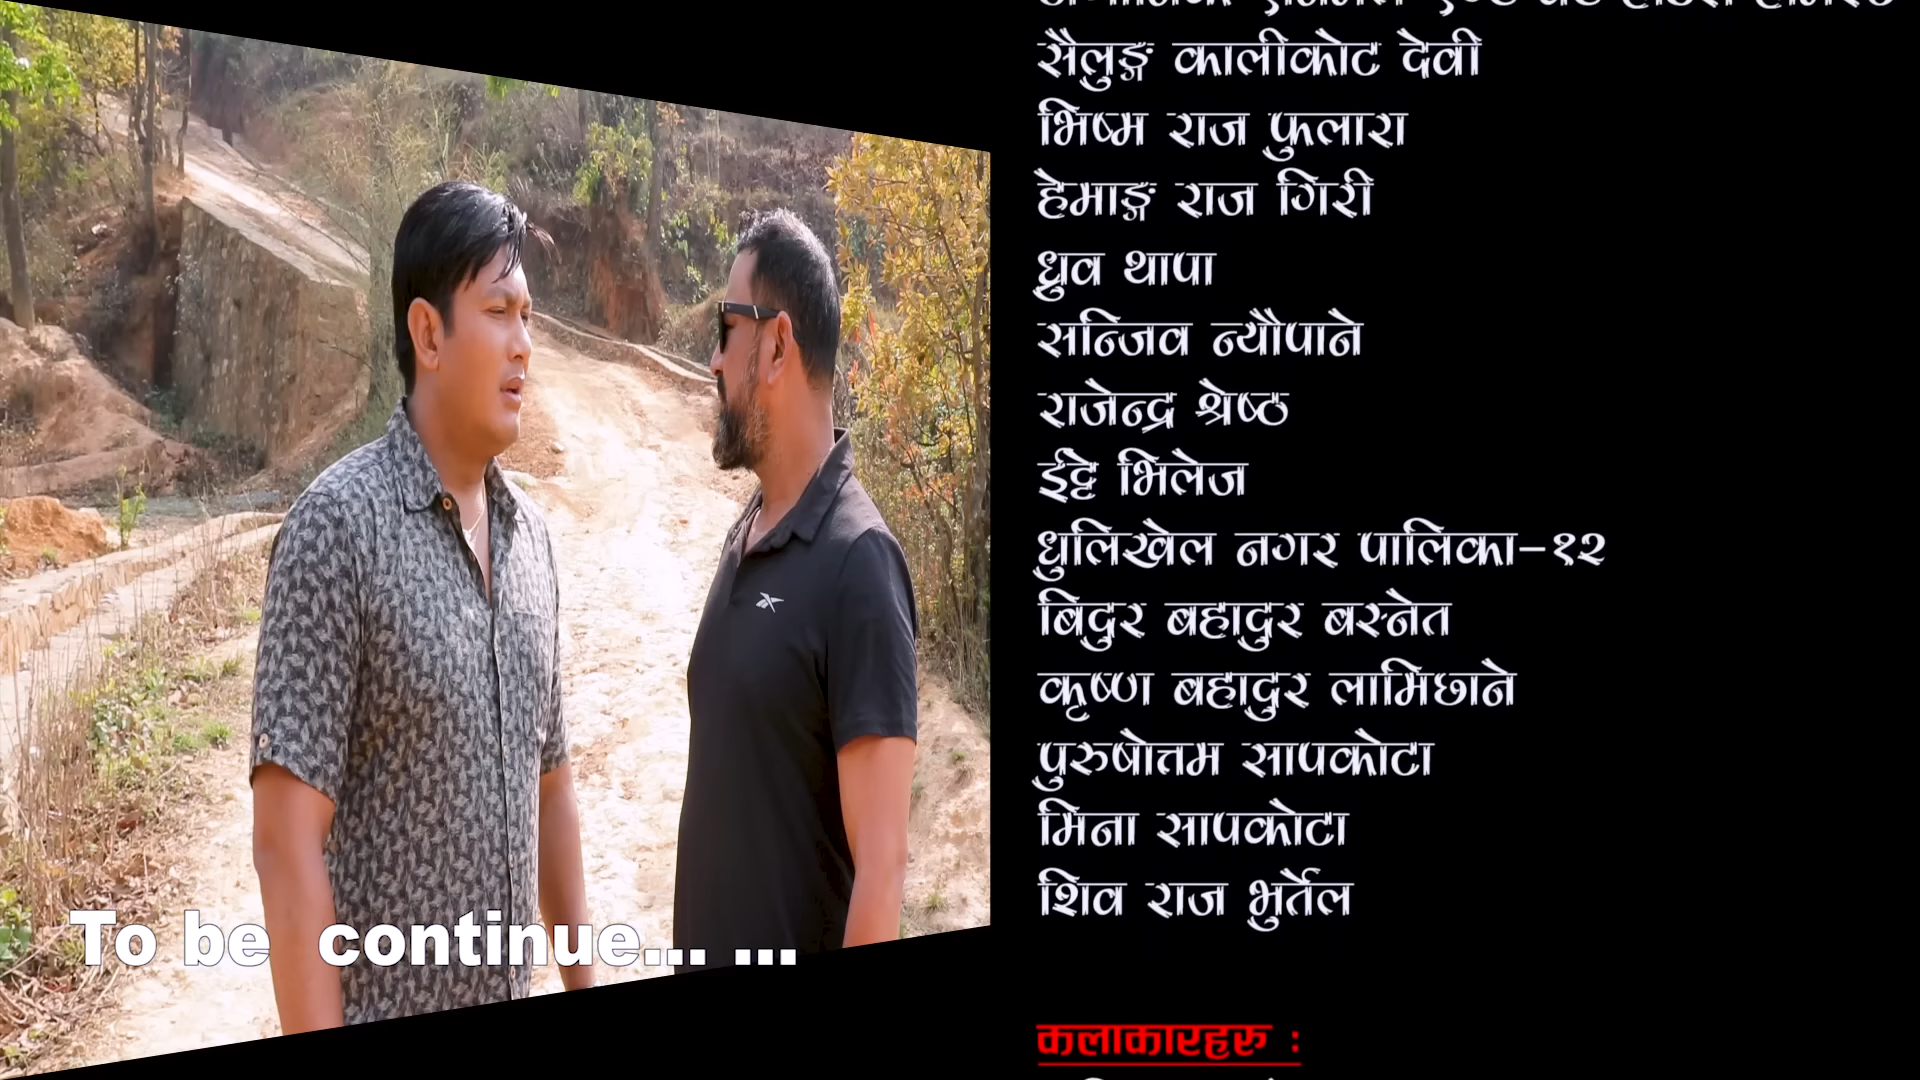 सैलुङ्ग कालीकोट देवी
भिष्म राज फुलारा
हेमाङ्ग राज गिरी
ध्रुव थापा
सन्जिव न्यौपाने
राजेन्द्र श्रेष्ठ
ईट्टे भिलेज
धुलिखेल नगर पालिका-१२
बिदुर बहादुर बस्नेत
कृष्ण बहादुर लामिछाने
पुरुषोत्तम सापकोटा
मिना सापकोटा
शिव राज भुर्तेल
कलाकारहरु :
To be continue... ...